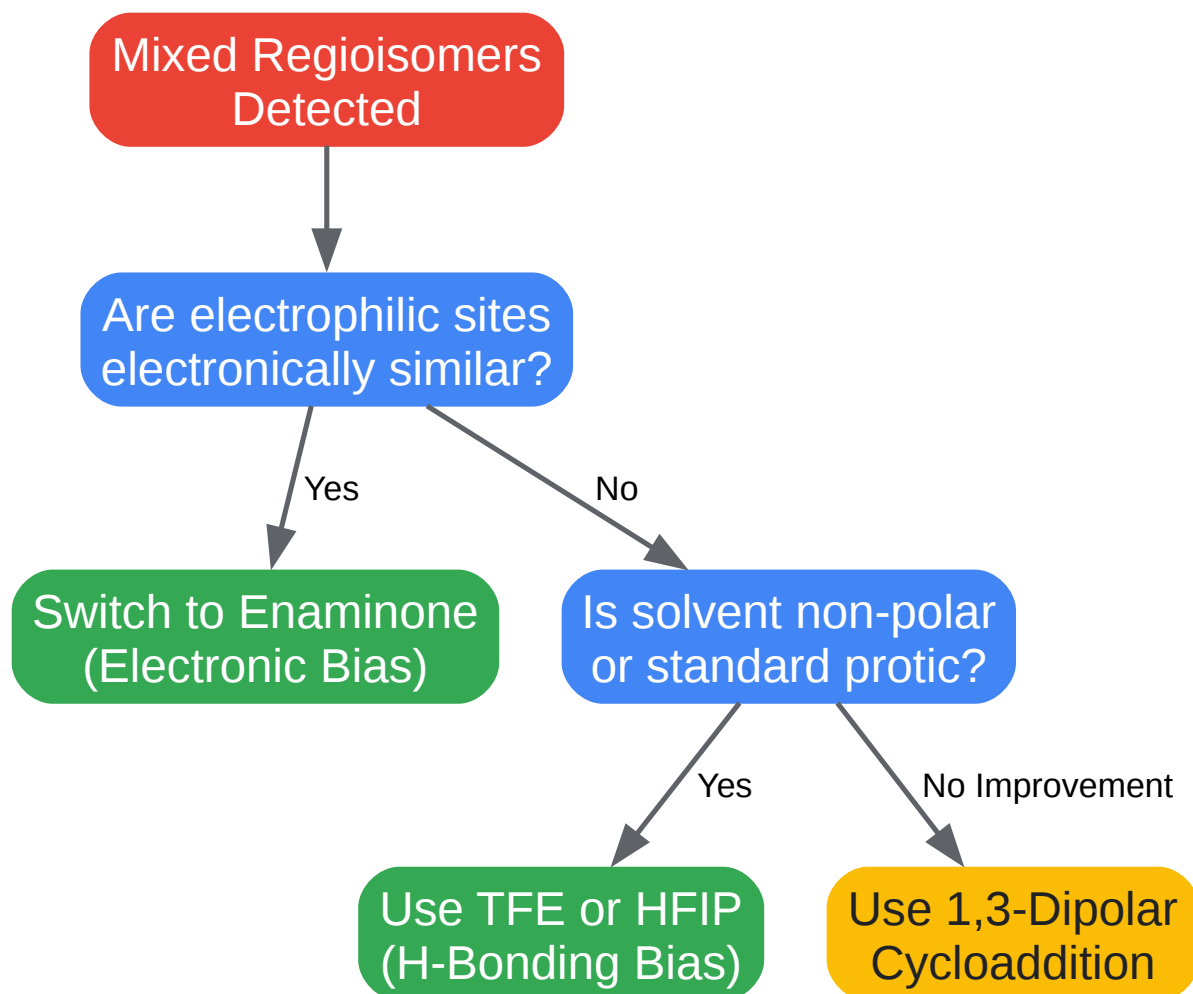 Mixed Regioisomers
Detected
Are electrophilic sites
electronically similar?
Yes
No
Switch to Enaminone
(Electronic Bias)
Is solvent non-polar
or standard protic?
Yes
No Improvement
Use TFE or HFIP
(H-Bonding Bias)
Use 1,3-Dipolar
Cycloaddition